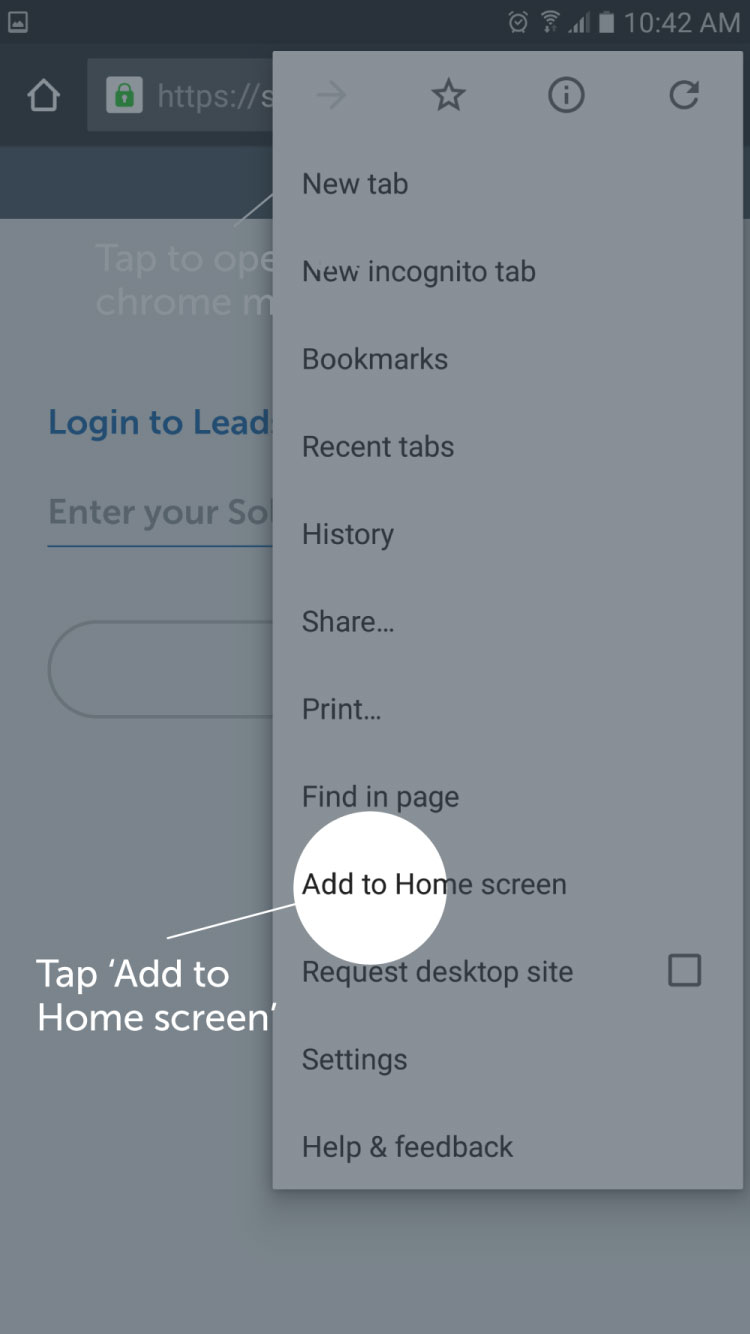 10:42 AM
https://s
New tab
Tap to ope
New incognito tab
chrome m
Bookmarks
Login to Leads
Recent tabs
Enter your Sol
History
Share...
Print...
Find in page
Add to Home screen
Tap ‘Add to
Home screen’
Request desktop site
Settings
Help & feedback